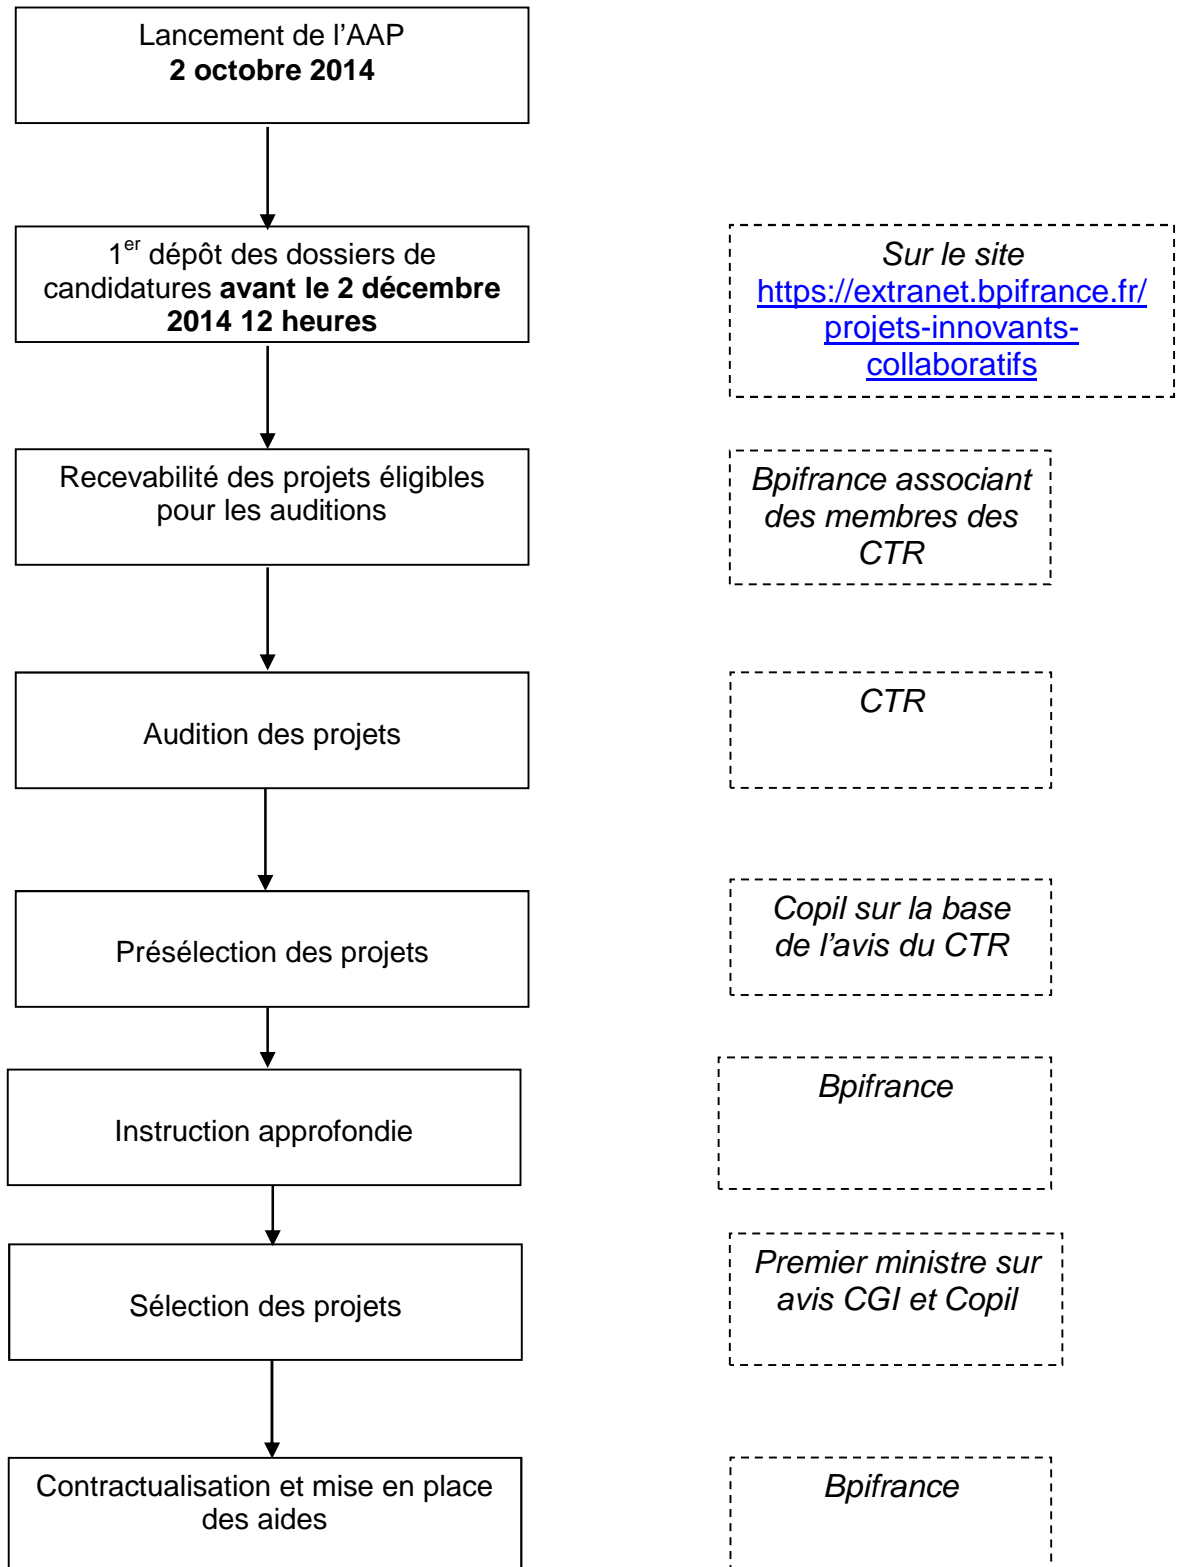 Lancement de l’AAP
2 octobre 2014
1er dépôt des dossiers de
candidatures avant le 2 décembre
2014 12 heures
Sur le site
https://extranet.bpifrance.fr/
projets-innovants-
collaboratifs
Recevabilité des projets éligibles
pour les auditions
Bpifrance associant
des membres des
CTR
Audition des projets
CTR
Présélection des projets
Copil sur la base
de l’avis du CTR
Instruction approfondie
Bpifrance
Sélection des projets
Premier ministre sur
avis CGI et Copil
Contractualisation et mise en place
des aides
Bpifrance